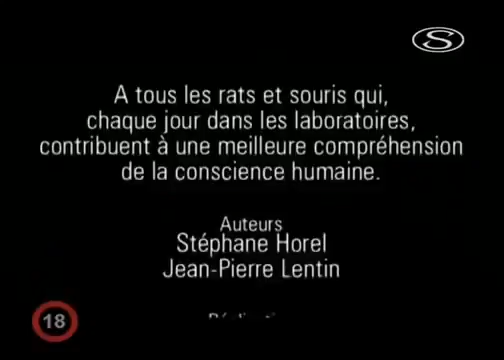 S
A tous les rats et souris qui,
chaque jour dans les laboratoires,
contribuent à une meilleure compréhension
de la conscience humaine.
Auteurs
Stéphane Horel
Jean-Pierre Lentin
18